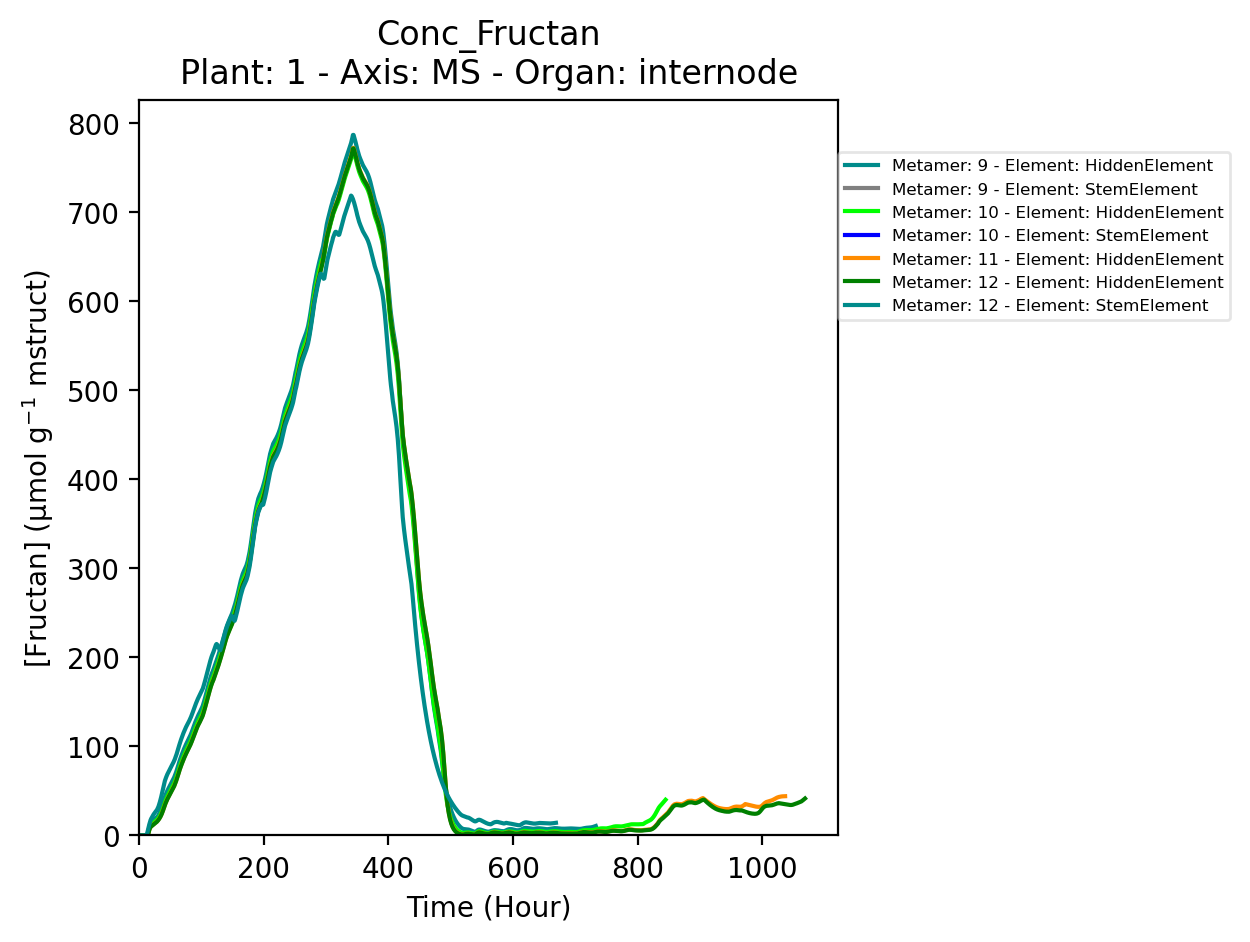 Conc_Fructan
Plant: 1 - Axis: MS - Organ: internode
800
700
600
500
400
300
200
100
0
[Fructan] (μmol g⁻¹ mstruct)
0 200 400 600 800 1000
Time (Hour)
Metamer: 9 - Element: HiddenElement
Metamer: 9 - Element: StemElement
Metamer: 10 - Element: HiddenElement
Metamer: 10 - Element: StemElement
Metamer: 11 - Element: HiddenElement
Metamer: 12 - Element: HiddenElement
Metamer: 12 - Element: StemElement